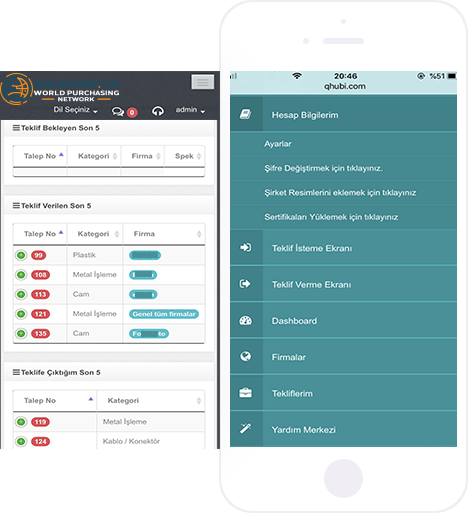 WORLD PURCHASING
NETWORK
Dil Seçiniz
0
admin
Teklif Bekleyen Son 5
Talep No Kategori Firma Spek
Teklif Verilen Son 5
Talep No Kategori Firma
99 Plastik
108 Metal İşleme
113 Cam
121 Metal İşleme Genel tüm firmalar
135 Cam
Teklife Çıktığım Son 5
Talep No Kategori
119 Metal İşleme
124 Kablo / Konektör
20:46
%51
qhubi.com
Hesap Bilgilerim
Ayarlar
Şifre Değiştirmek için tıklayınız.
Şirket Resimlerini eklemek için tıklayınız
Sertifikaları Yüklemek için tıklayınız
Teklif İsteme Ekranı
Teklif Verme Ekranı
Dashboard
Firmalar
Tekliflerim
Yardım Merkezi